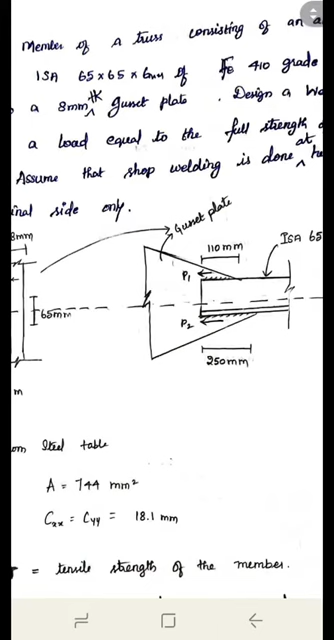 Member of a truss consisting of an a
ISA 65x65x6mm of Fe 410 grade
a 8mm thk gusset plate. Design a we
a load equal to the full strength
Assume that shop welding is done at
inal side only.
8mm
Gusset plate
110 mm
ISA 65
P1
65mm
P2
250mm
m
om Steel table
A = 744 mm²
Cxx = Cyy = 18.1 mm
= tensile strength of the member.